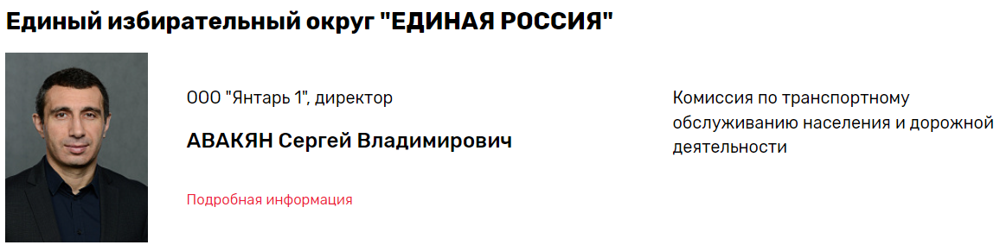 Единый избирательный округ "ЕДИНАЯ РОССИЯ"
ООО "Янтарь 1", директор
АВАКЯН Сергей Владимирович
Подробная информация
Комиссия по транспортному
обслуживанию населения и дорожной
деятельности